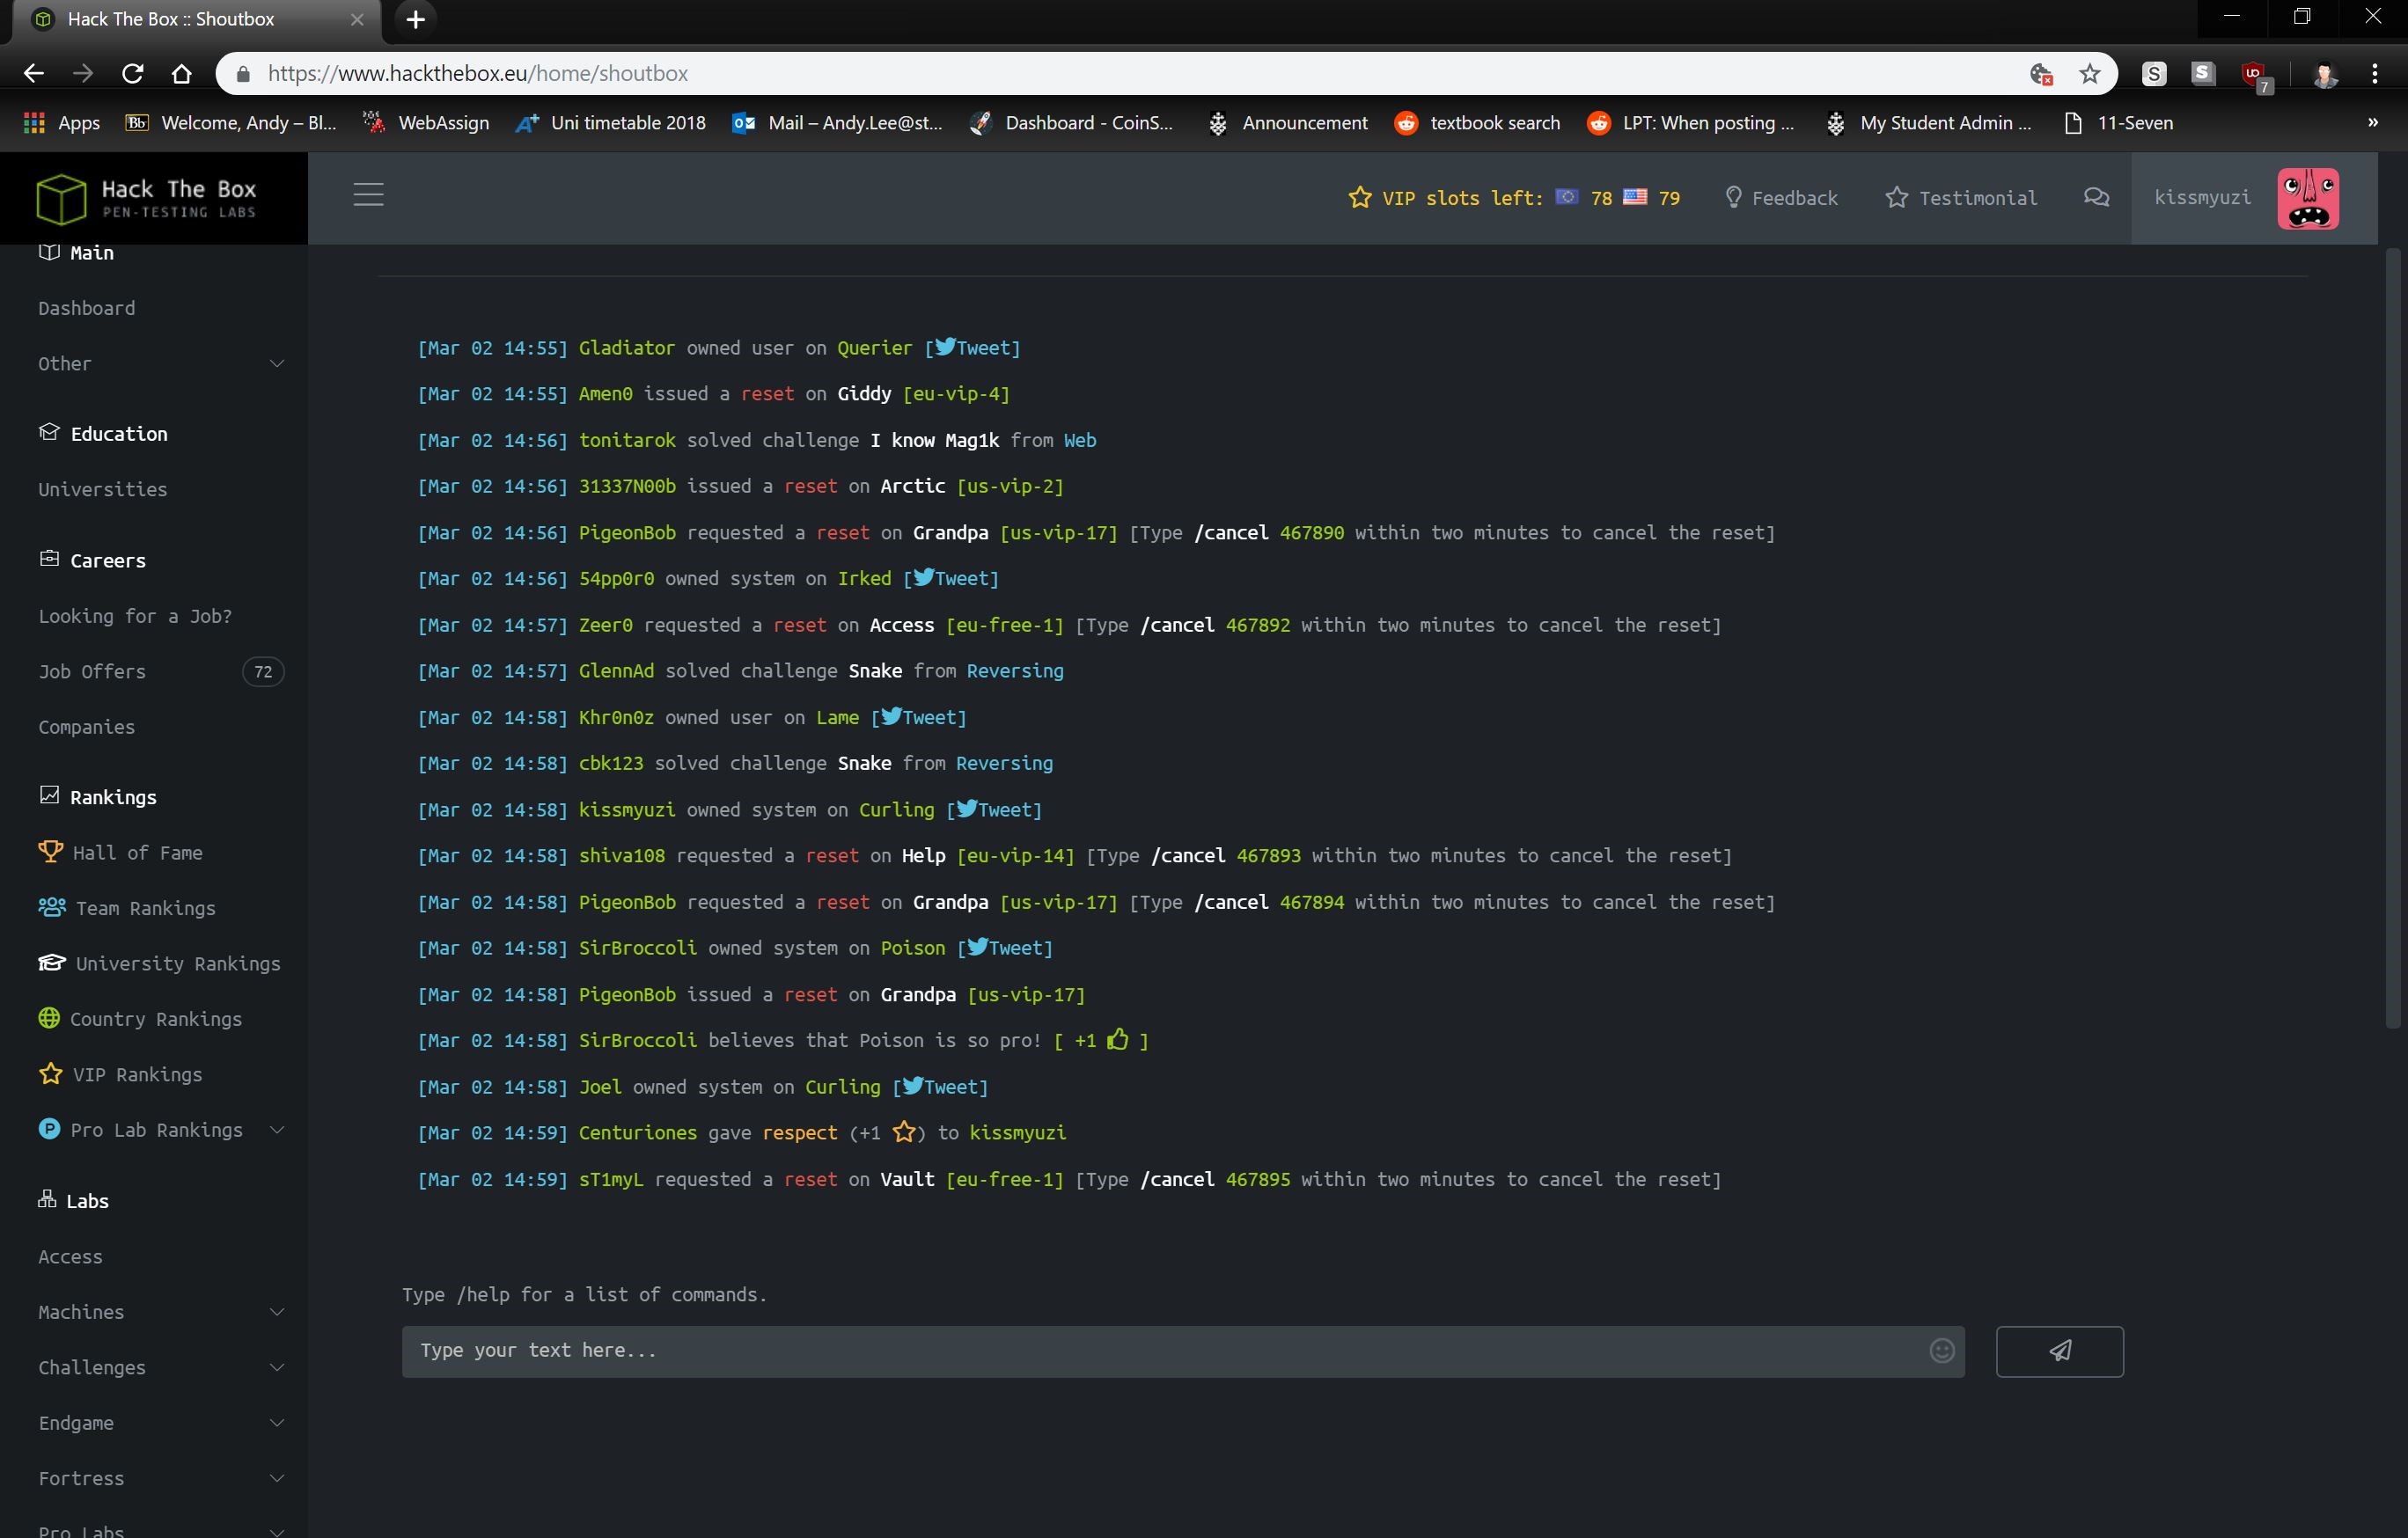 Hack The Box :: Shoutbox
https://www.hackthebox.eu/home/shoutbox
7
Apps
Bb Welcome, Andy – Bl...
WebAssign
A+ Uni timetable 2018
Mail – Andy.Lee@st...
Dashboard - CoinS...
Announcement
textbook search
LPT: When posting ...
My Student Admin ...
11-Seven
»
Hack The Box
PEN-TESTING LABS
VIP slots left: 78 79
Feedback
Testimonial
kissmyuzi
Main
Dashboard
Other
Education
Universities
Careers
Looking for a Job?
Job Offers 72
Companies
Rankings
Hall of Fame
Team Rankings
University Rankings
Country Rankings
VIP Rankings
Pro Lab Rankings
Labs
Access
Machines
Challenges
Endgame
Fortress
Pro Labs
[Mar 02 14:55] Gladiator owned user on Querier [Tweet]
[Mar 02 14:55] Amen0 issued a reset on Giddy [eu-vip-4]
[Mar 02 14:56] tonitarok solved challenge I know Mag1k from Web
[Mar 02 14:56] 31337N00b issued a reset on Arctic [us-vip-2]
[Mar 02 14:56] PigeonBob requested a reset on Grandpa [us-vip-17] [Type /cancel 467890 within two minutes to cancel the reset]
[Mar 02 14:56] 54pp0r0 owned system on Irked [Tweet]
[Mar 02 14:57] Zeer0 requested a reset on Access [eu-free-1] [Type /cancel 467892 within two minutes to cancel the reset]
[Mar 02 14:57] GlennAd solved challenge Snake from Reversing
[Mar 02 14:58] Khr0n0z owned user on Lame [Tweet]
[Mar 02 14:58] cbk123 solved challenge Snake from Reversing
[Mar 02 14:58] kissmyuzi owned system on Curling [Tweet]
[Mar 02 14:58] shiva108 requested a reset on Help [eu-vip-14] [Type /cancel 467893 within two minutes to cancel the reset]
[Mar 02 14:58] PigeonBob requested a reset on Grandpa [us-vip-17] [Type /cancel 467894 within two minutes to cancel the reset]
[Mar 02 14:58] SirBroccoli owned system on Poison [Tweet]
[Mar 02 14:58] PigeonBob issued a reset on Grandpa [us-vip-17]
[Mar 02 14:58] SirBroccoli believes that Poison is so pro! [ +1 ]
[Mar 02 14:58] Joel owned system on Curling [Tweet]
[Mar 02 14:59] Centuriones gave respect (+1 ) to kissmyuzi
[Mar 02 14:59] sT1myL requested a reset on Vault [eu-free-1] [Type /cancel 467895 within two minutes to cancel the reset]
Type /help for a list of commands.
Type your text here...